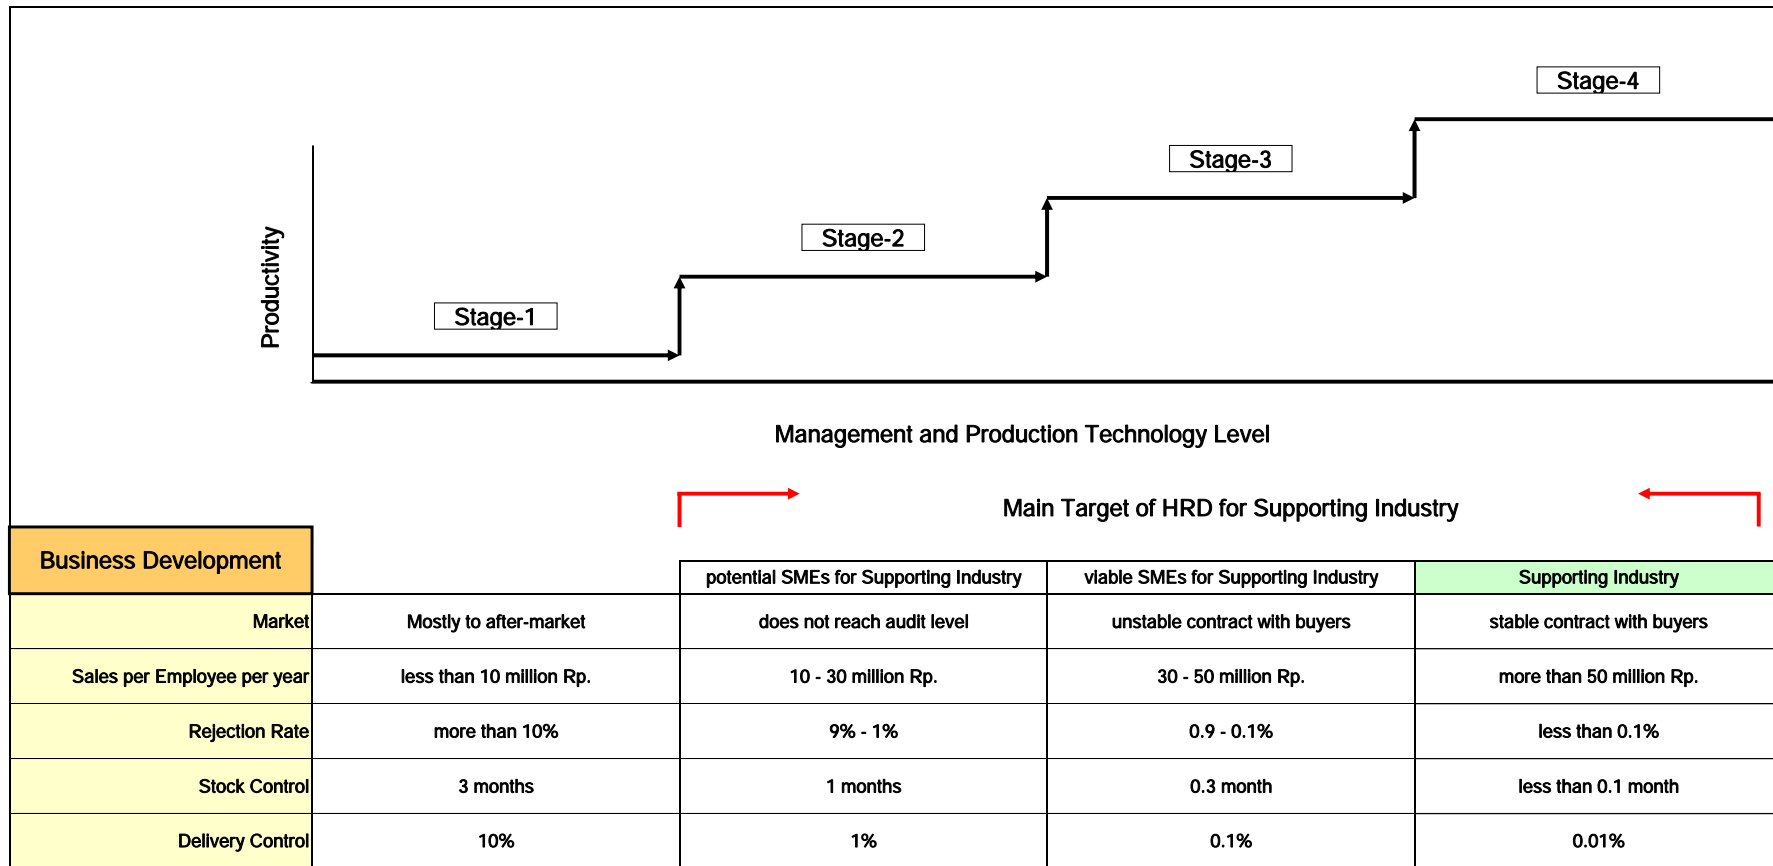 Stage-4
Stage-3
Stage-2
Stage-1
Productivity
Management and Production Technology Level
Main Target of HRD for Supporting Industry
Business Development
potential SMEs for Supporting Industry viable SMEs for Supporting Industry Supporting Industry
Market Mostly to after-market does not reach audit level unstable contract with buyers stable contract with buyers
Sales per Employee per year less than 10 million Rp. 10 - 30 million Rp. 30 - 50 million Rp. more than 50 million Rp.
Rejection Rate more than 10% 9% - 1% 0.9 - 0.1% less than 0.1%
Stock Control 3 months 1 months 0.3 month less than 0.1 month
Delivery Control 10% 1% 0.1% 0.01%